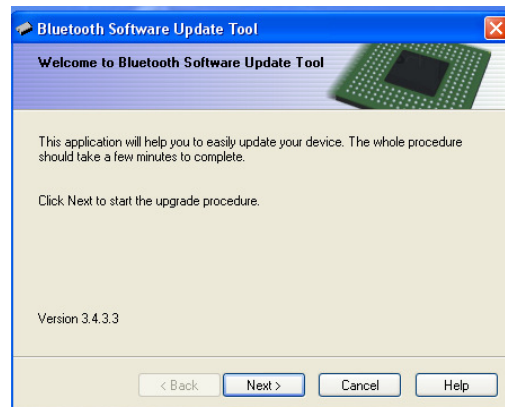 Bluetooth Software Update Tool
Welcome to Bluetooth Software Update Tool
This application will help you to easily update your device. The whole procedure
should take a few minutes to complete.
Click Next to start the upgrade procedure.
Version 3.4.3.3
< Back Next > Cancel Help